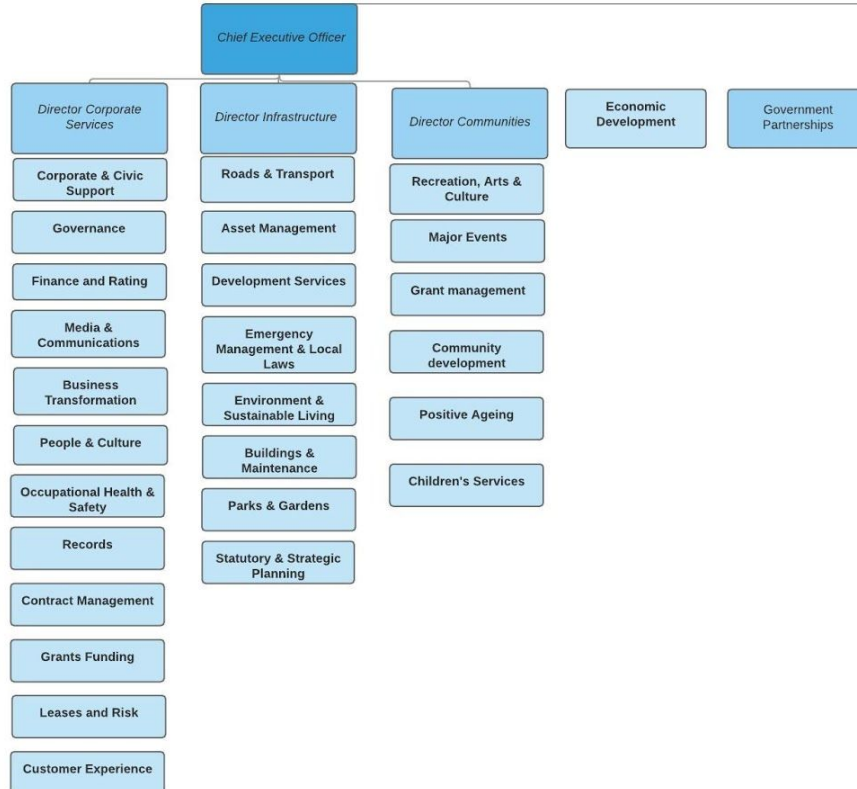 Chief Executive Officer
Director Corporate
Services
Director Infrastructure
Director Communities
Economic
Development
Government
Partnerships
Corporate & Civic
Support
Governance
Finance and Rating
Media &
Communications
Business
Transformation
People & Culture
Occupational Health &
Safety
Records
Contract Management
Grants Funding
Leases and Risk
Customer Experience
Roads & Transport
Asset Management
Development Services
Emergency
Management & Local
Laws
Environment &
Sustainable Living
Buildings &
Maintenance
Parks & Gardens
Statutory & Strategic
Planning
Recreation, Arts &
Culture
Major Events
Grant management
Community
development
Positive Ageing
Children's Services